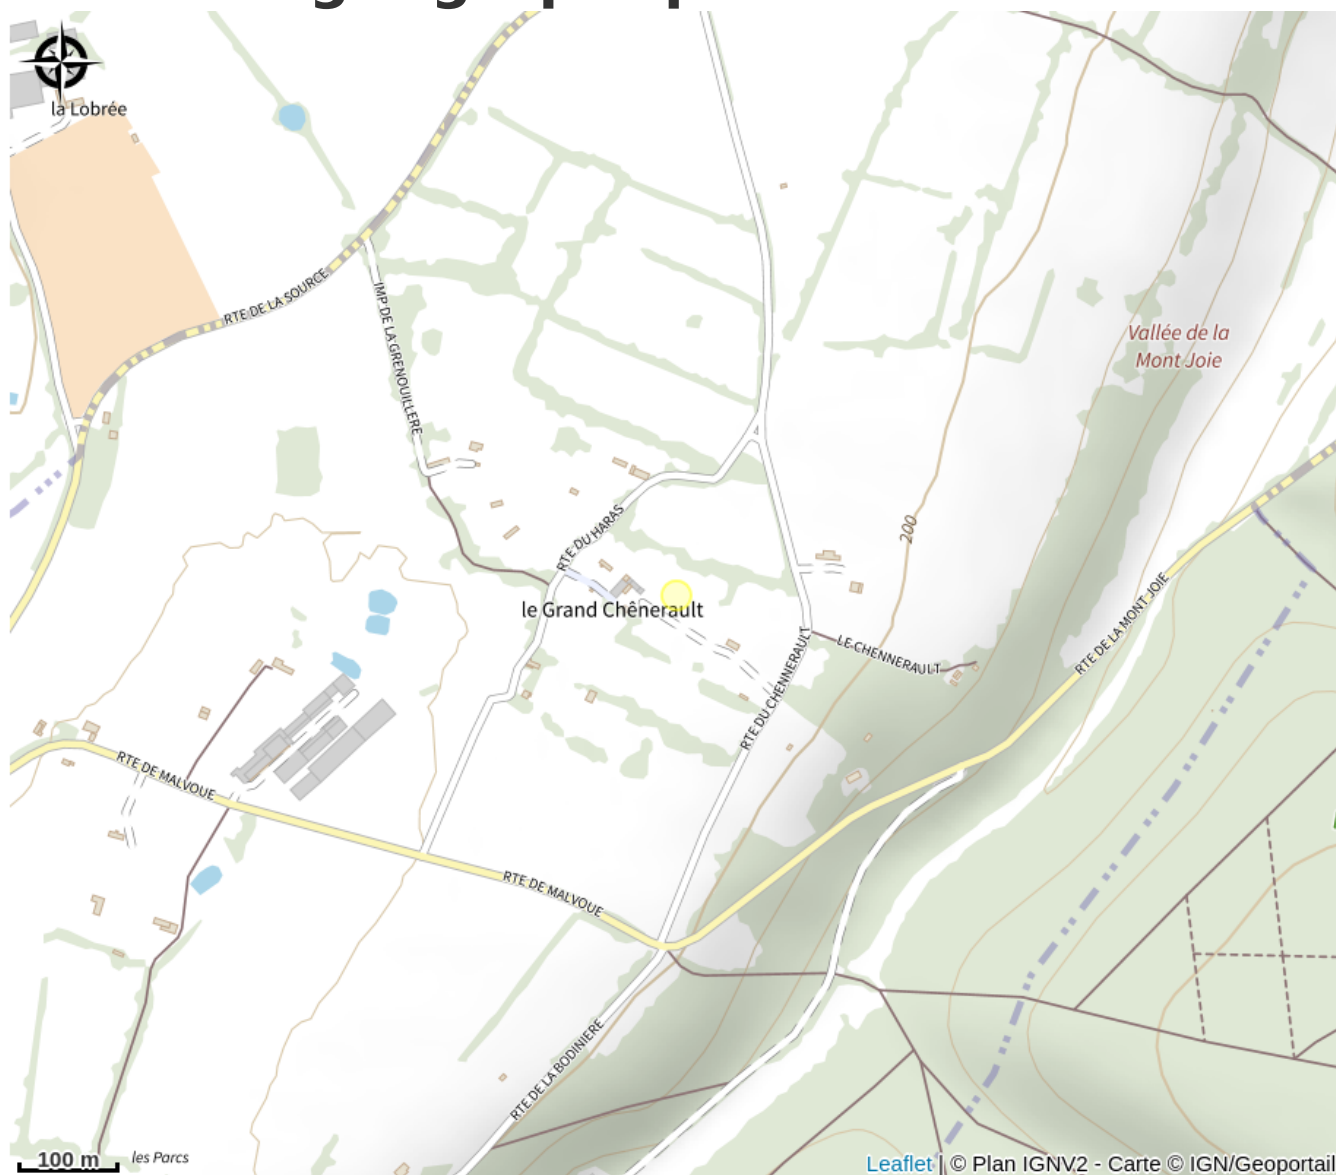 la Lobrée
RTE DE LA SOURCE
IMP DE LA GRENOUILLERE
Vallée de la
Mont Joie
200
RTE DU HARAS
le Grand Chênerault
LE CHENNERAULT
RTE DE LA MONT JOIE
RTE DU CHENNERAULT
RTE DE MALVOUE
RTE DE MALVOUE
RTE DE LA BODINIERE
100 m
les Parcs
Leaflet | © Plan IGNV2 - Carte © IGN/Geoportail